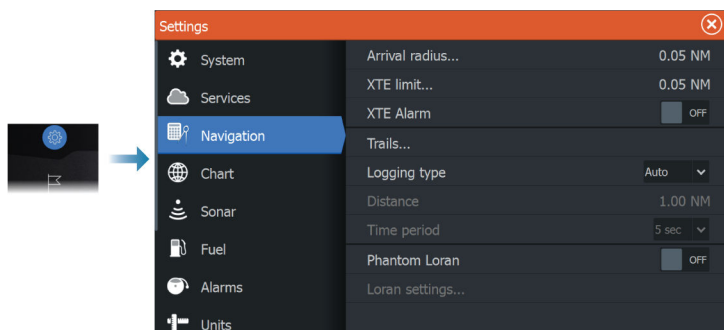 Settings
System
Services
Navigation
Chart
Sonar
Fuel
Alarms
Units
Arrival radius... 0.05 NM
XTE limit... 0.05 NM
XTE Alarm OFF
Trails...
Logging type Auto
Distance 1.00 NM
Time period 5 sec
Phantom Loran OFF
Loran settings...